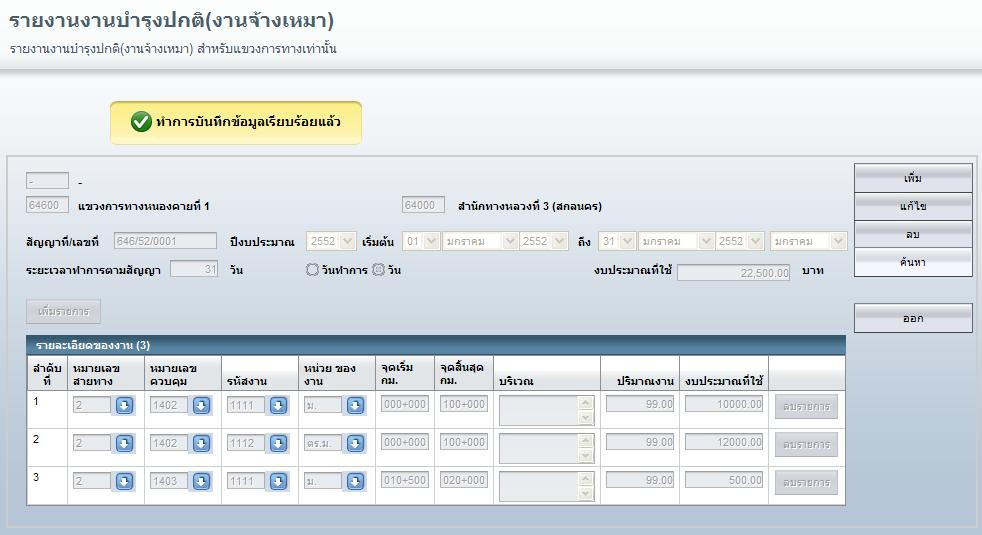 รายงานงานบำรุงปกติ(งานจ้างเหมา)
รายงานงานบำรุงปกติ(งานจ้างเหมา) สำหรับแขวงการทางเท่านั้น
ทำการบันทึกข้อมูลเรียบร้อยแล้ว
- -
64600 แขวงการทางหนองคายที่ 1 64000 สำนักทางหลวงที่ 3 (สกลนคร)
สัญญาที่/เลขที่ 646/52/0001 ปีงบประมาณ 2552 เริ่มต้น 01 มกราคม 2552 ถึง 31 มกราคม 2552 มกราคม
ระยะเวลาทำการตามสัญญา 31 วัน วันทำการ วัน งบประมาณที่ใช้ 22,500.00 บาท
เพิ่มรายการ
เพิ่ม
แก้ไข
ลบ
ค้นหา
ออก
รายละเอียดของงาน (3)
ลำดับที่ หมายเลขสายทาง หมายเลขควบคุม รหัสงาน หน่วย ของงาน จุดเริ่ม กม. จุดสิ้นสุด กม. บริเวณ ปริมาณงาน งบประมาณที่ใช้
1 2 1402 1111 ม. 000+000 100+000 99.00 10000.00 ลบรายการ
2 2 1402 1112 ตร.ม. 000+000 100+000 99.00 12000.00 ลบรายการ
3 2 1403 1111 ม. 010+500 020+000 99.00 500.00 ลบรายการ